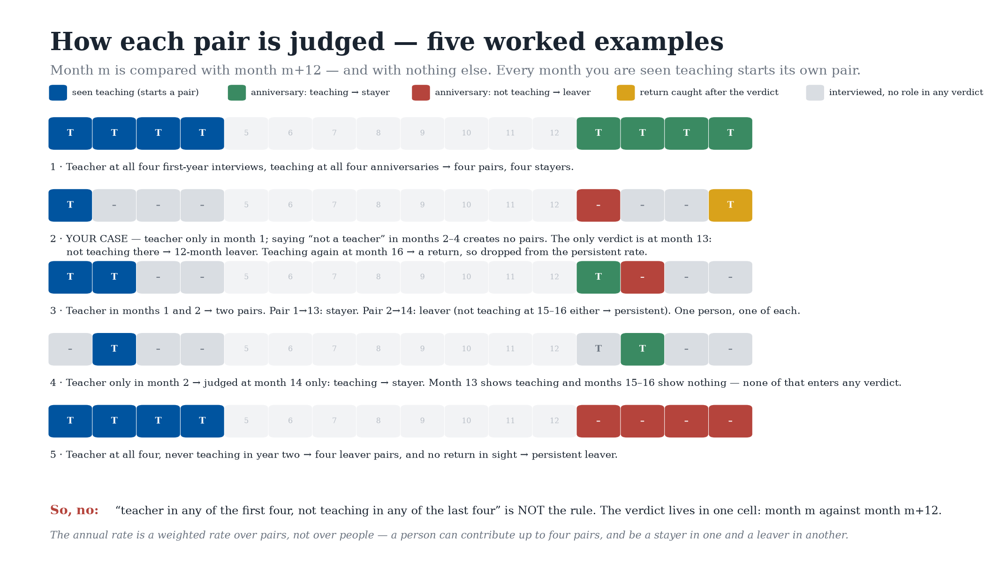 How each pair is judged — five worked examples
Month m is compared with month m+12 — and with nothing else. Every month you are seen teaching starts its own pair.
seen teaching (starts a pair) anniversary: teaching → stayer anniversary: not teaching → leaver return caught after the verdict interviewed, no role in any verdict
T T T T 5 6 7 8 9 10 11 12 T T T T
1 · Teacher at all four first-year interviews, teaching at all four anniversaries → four pairs, four stayers.
T – – – 5 6 7 8 9 10 11 12 – – – T
2 · YOUR CASE — teacher only in month 1; saying “not a teacher” in months 2–4 creates no pairs. The only verdict is at month 13:
not teaching there → 12-month leaver. Teaching again at month 16 → a return, so dropped from the persistent rate.
T T – – 5 6 7 8 9 10 11 12 T – – –
3 · Teacher in months 1 and 2 → two pairs. Pair 1→13: stayer. Pair 2→14: leaver (not teaching at 15–16 either → persistent). One person, one of each.
– T – – 5 6 7 8 9 10 11 12 T T – –
4 · Teacher only in month 2 → judged at month 14 only: teaching → stayer. Month 13 shows teaching and months 15–16 show nothing — none of that enters any verdict.
T T T T 5 6 7 8 9 10 11 12 – – – –
5 · Teacher at all four, never teaching in year two → four leaver pairs, and no return in sight → persistent leaver.
So, no: “teacher in any of the first four, not teaching in any of the last four” is NOT the rule. The verdict lives in one cell: month m against month m+12.
The annual rate is a weighted rate over pairs, not over people — a person can contribute up to four pairs, and be a stayer in one and a leaver in another.